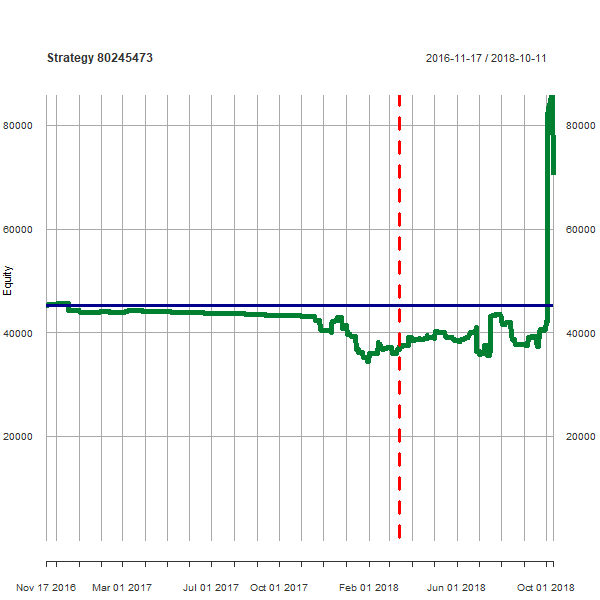 Strategy 80245473
2016-11-17 / 2018-10-11
80000
80000
60000
60000
Equity
40000
40000
20000
20000
Nov 17 2016
Mar 01 2017
Jul 01 2017
Oct 01 2017
Feb 01 2018
Jun 01 2018
Oct 01 2018